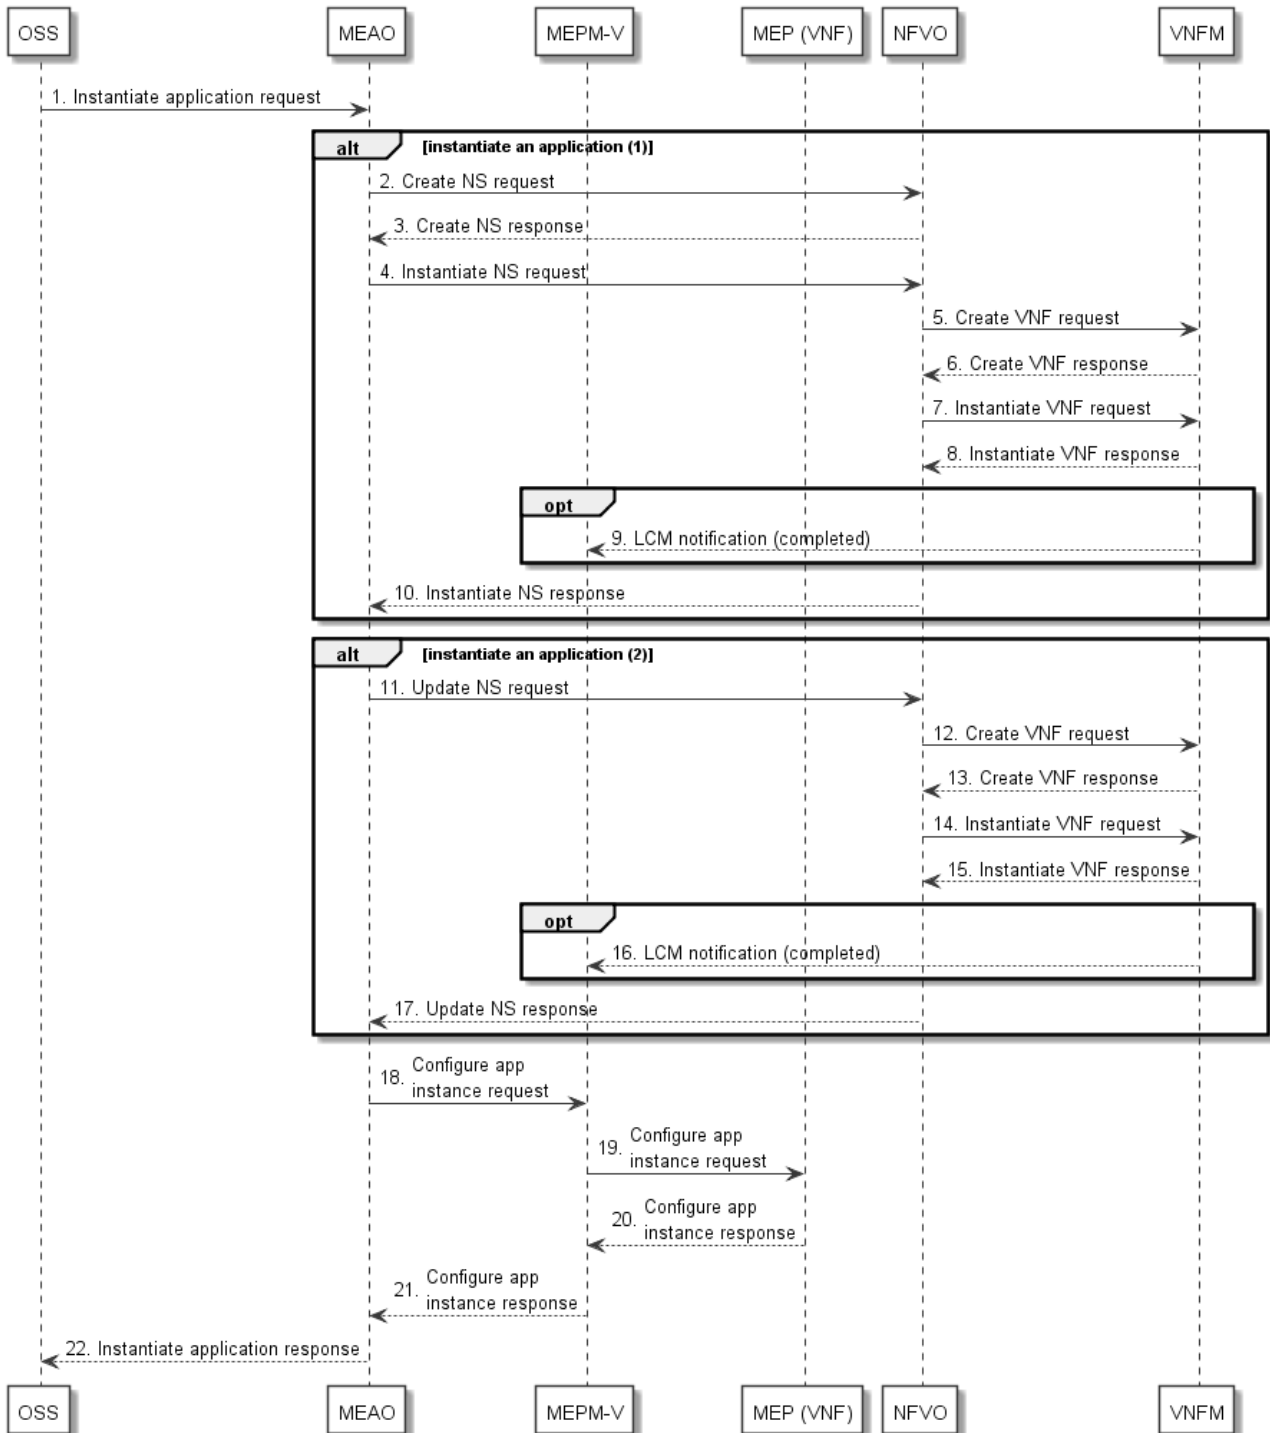 OSS
MEAO
MEPM-V
MEP (VNF)
NFVO
VNFM
1. Instantiate application request
alt
[instantiate an application (1)]
2. Create NS request
3. Create NS response
4. Instantiate NS request
5. Create VNF request
6. Create VNF response
7. Instantiate VNF request
8. Instantiate VNF response
opt
9. LCM notification (completed)
10. Instantiate NS response
alt
[instantiate an application (2)]
11. Update NS request
12. Create VNF request
13. Create VNF response
14. Instantiate VNF request
15. Instantiate VNF response
opt
16. LCM notification (completed)
17. Update NS response
18. Configure app
instance request
19. Configure app
instance request
20. Configure app
instance response
21. Configure app
instance response
22. Instantiate application response
OSS
MEAO
MEPM-V
MEP (VNF)
NFVO
VNFM